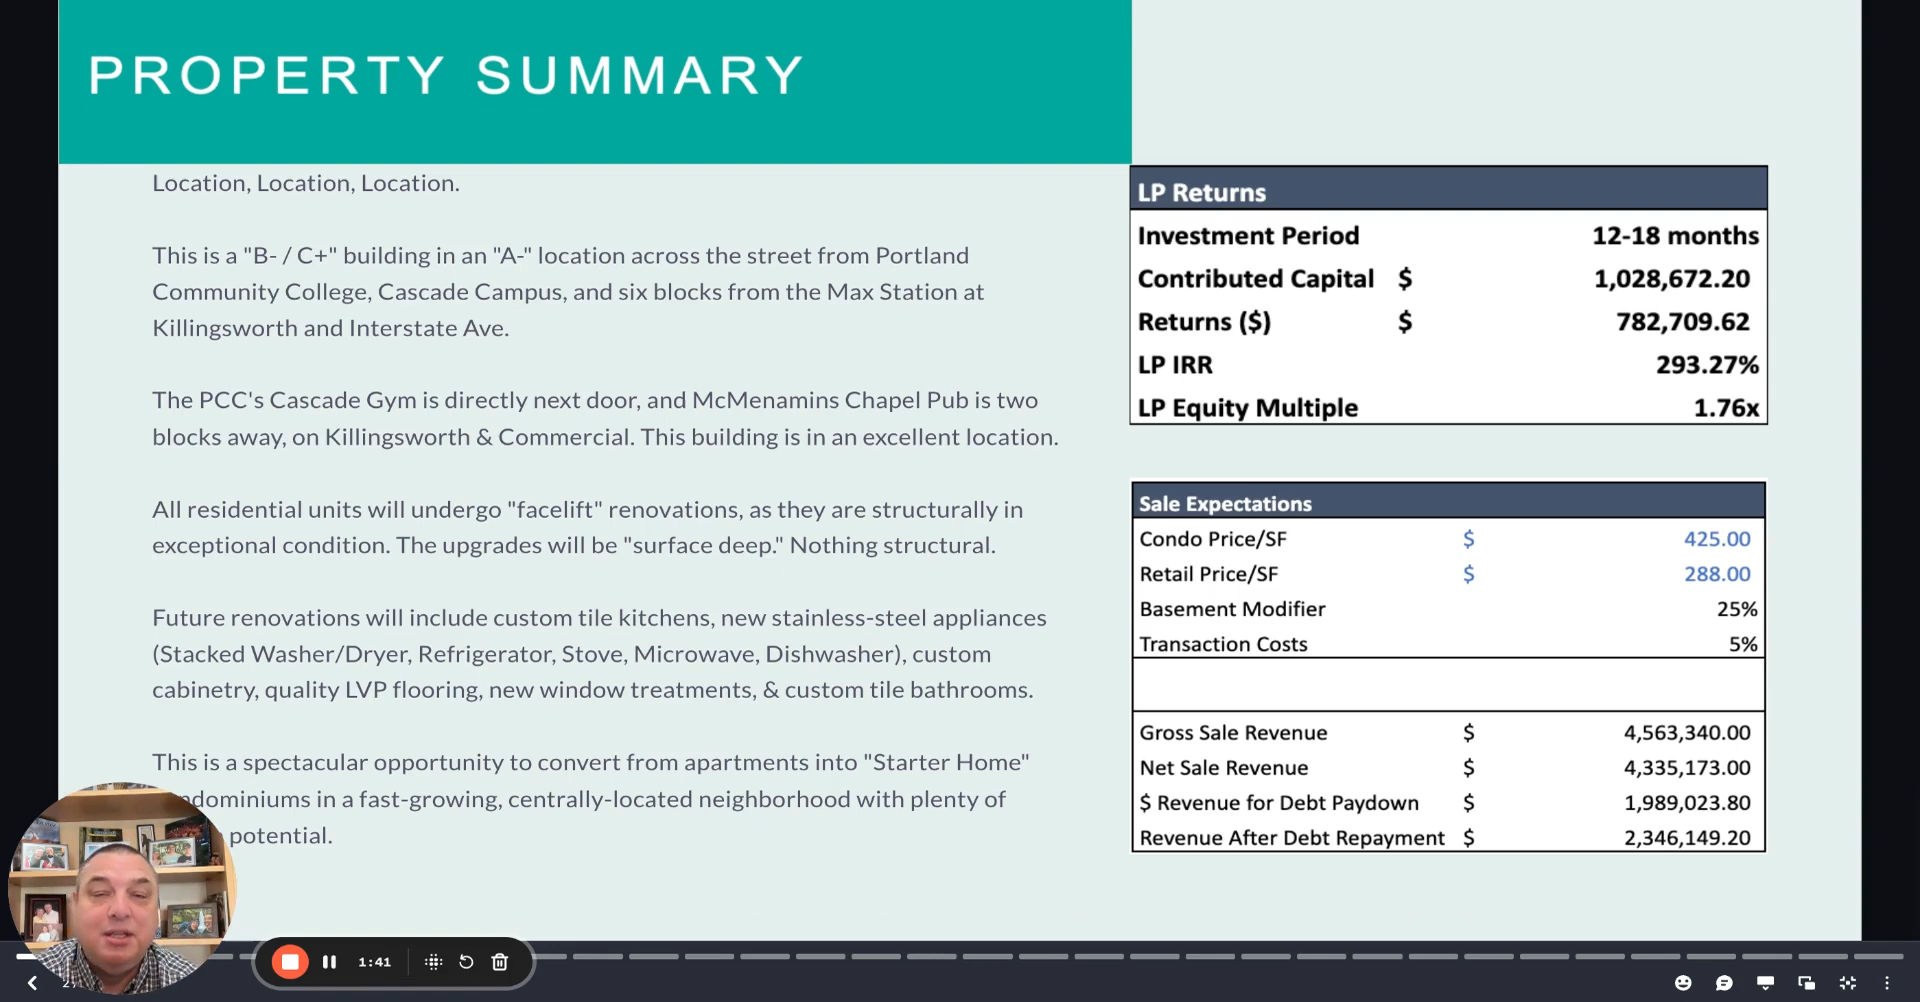 PROPERTY SUMMARY
Location, Location, Location.
This is a "B- / C+" building in an "A-" location across the street from Portland
Community College, Cascade Campus, and six blocks from the Max Station at
Killingsworth and Interstate Ave.
The PCC's Cascade Gym is directly next door, and McMenamins Chapel Pub is two
blocks away, on Killingsworth & Commercial. This building is in an excellent location.
All residential units will undergo "facelift" renovations, as they are structurally in
exceptional condition. The upgrades will be "surface deep." Nothing structural.
Future renovations will include custom tile kitchens, new stainless-steel appliances
(Stacked Washer/Dryer, Refrigerator, Stove, Microwave, Dishwasher), custom
cabinetry, quality LVP flooring, new window treatments, & custom tile bathrooms.
This is a spectacular opportunity to convert from apartments into "Starter Home"
ndominiums in a fast-growing, centrally-located neighborhood with plenty of
potential.
LP Returns
Investment Period 12-18 months
Contributed Capital $ 1,028,672.20
Returns ($) $ 782,709.62
LP IRR 293.27%
LP Equity Multiple 1.76x
Sale Expectations
Condo Price/SF $ 425.00
Retail Price/SF $ 288.00
Basement Modifier 25%
Transaction Costs 5%
Gross Sale Revenue $ 4,563,340.00
Net Sale Revenue $ 4,335,173.00
$ Revenue for Debt Paydown $ 1,989,023.80
Revenue After Debt Repayment $ 2,346,149.20
1:41